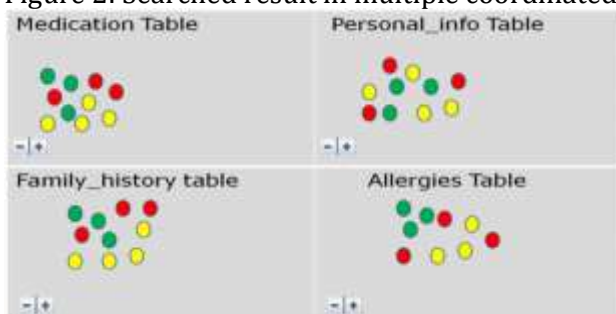 Figure 2: Searched result in multiple coordinated
Medication Table
Personal_info Table
- +
- +
Family_history table
Allergies Table
- +
- +